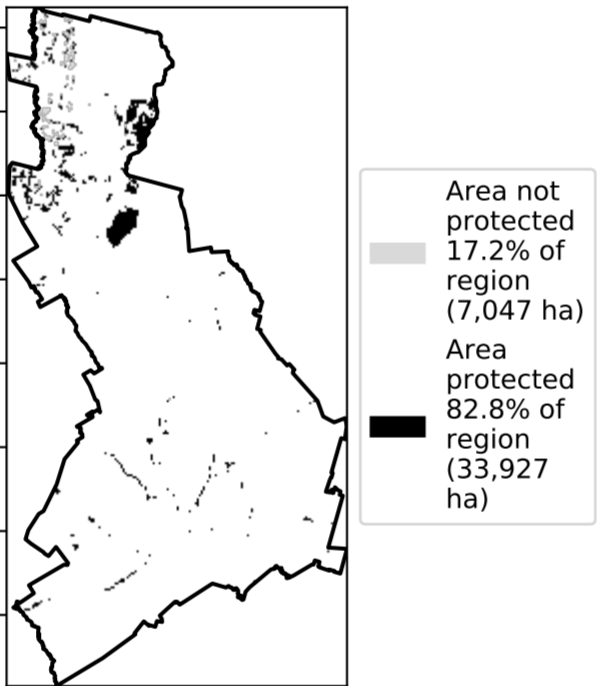 Area not
protected
17.2% of
region
(7,047 ha)
Area
protected
82.8% of
region
(33,927
ha)